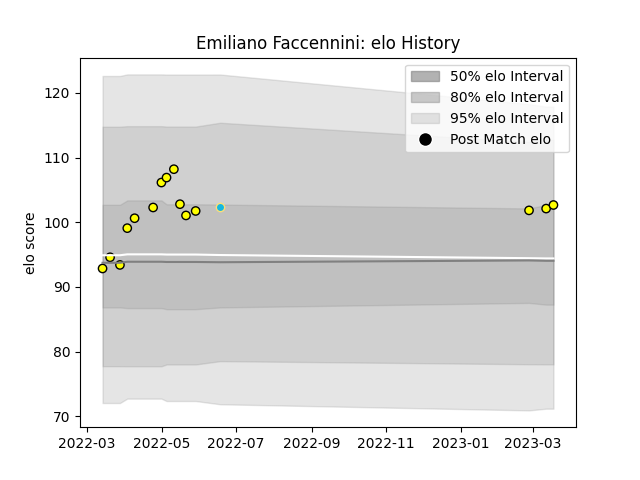 Emiliano Faccennini: elo History
50% elo Interval
80% elo Interval
95% elo Interval
Post Match elo
elo score
120
110
100
90
80
70
2022-03 2022-05 2022-07 2022-09 2022-11 2023-01 2023-03